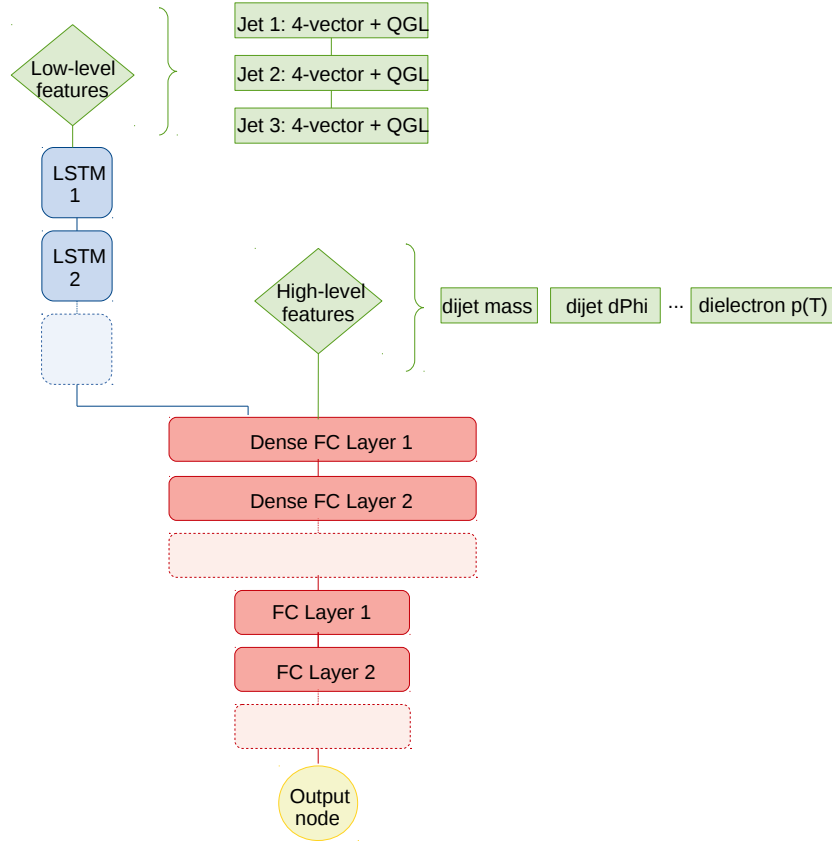 Jet 1: 4-vector + QGL
Low-level
features
Jet 2: 4-vector + QGL
Jet 3: 4-vector + QGL
LSTM
1
LSTM
2
High-level
features
dijet mass
dijet dPhi
...
dielectron p(T)
Dense FC Layer 1
Dense FC Layer 2
FC Layer 1
FC Layer 2
Output
node